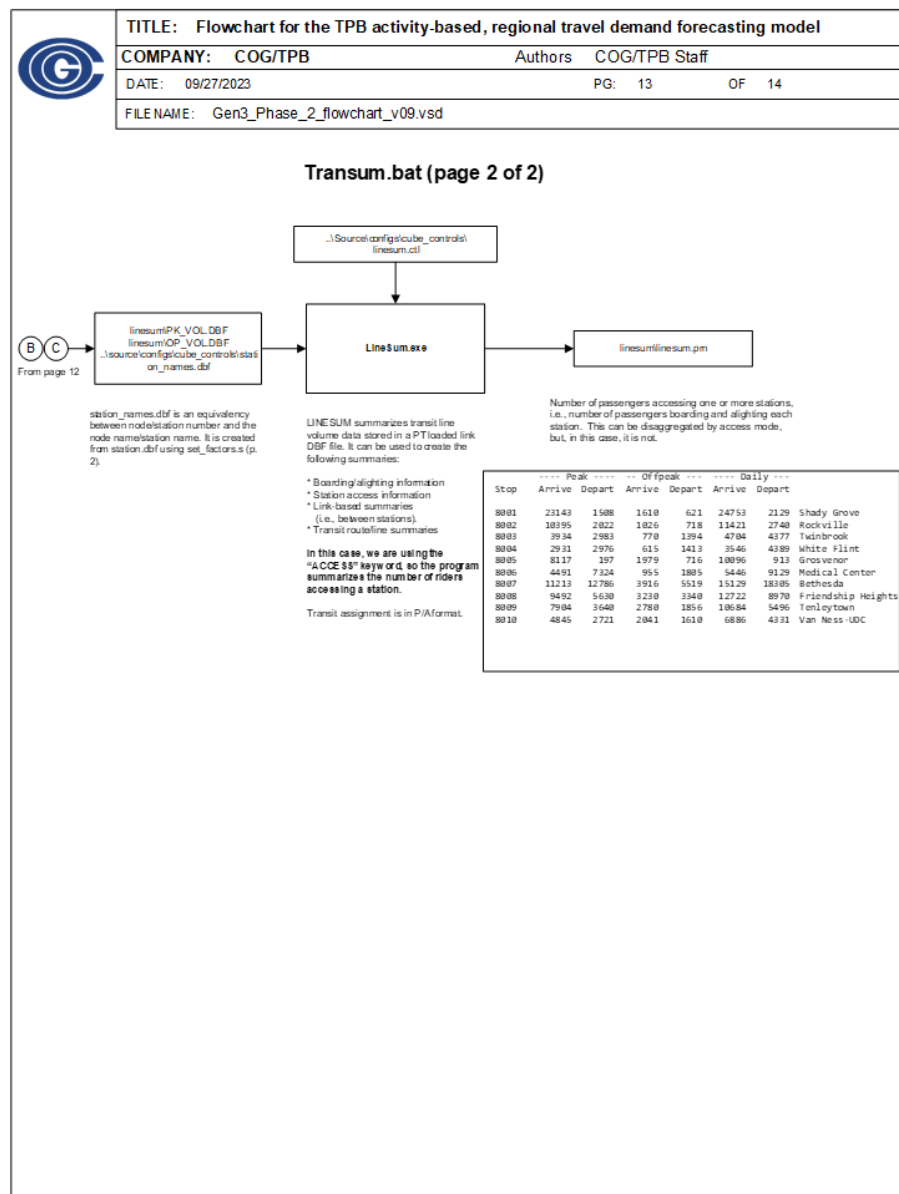 TITLE: Flowchart for the TPB activity-based, regional travel demand forecasting model
COMPANY: COG/TPB Authors COG/TPB Staff
DATE: 09/27/2023 PG: 13 OF 14
FILENAME: Gen3_Phase_2_flowchart_v09.vsd
Transum.bat (page 2 of 2)
..\Source\configs\cube_controls\
linesum.ctl
B C
From page 12
linesum\PK_VOL.DBF
linesum\OP_VOL.DBF
..\source\configs\cube_controls\stati
on_names.dbf
LineSum.exe
linesum\linesum.prn
station_names.dbf is an equivalency
between node/station number and the
node name/station name. It is created
from station.dbf using set_factors.s (p.
2).
LINESUM summarizes transit line
volume data stored in a PT loaded link
DBF file. It can be used to create the
following summaries:
* Boarding/alighting information
* Station access information
* Link-based summaries
(i.e., between stations).
* Transit route/line summaries
In this case, we are using the
"ACCESS" keyword, so the program
summarizes the number of riders
accessing a station.
Transit assignment is in P/A format.
Number of passengers accessing one or more stations,
i.e., number of passengers boarding and alighting each
station. This can be disaggregated by access mode,
but, in this case, it is not.
---- Peak ---- -- Offpeak --- ---- Daily ---
Stop Arrive Depart Arrive Depart Arrive Depart
8001 23143 1508 1610 621 24753 2129 Shady Grove
8002 10395 2022 1026 718 11421 2740 Rockville
8003 3934 2983 770 1394 4704 4377 Twinbrook
8004 2931 2976 615 1413 3546 4389 White Flint
8005 8117 197 1979 716 10096 913 Grosvenor
8006 4491 7324 955 1805 5446 9129 Medical Center
8007 11213 12786 3916 5519 15129 18305 Bethesda
8008 9492 5630 3230 3340 12722 8970 Friendship Heights
8009 7904 3640 2780 1856 10684 5496 Tenleytown
8010 4845 2721 2041 1610 6886 4331 Van Ness-UDC